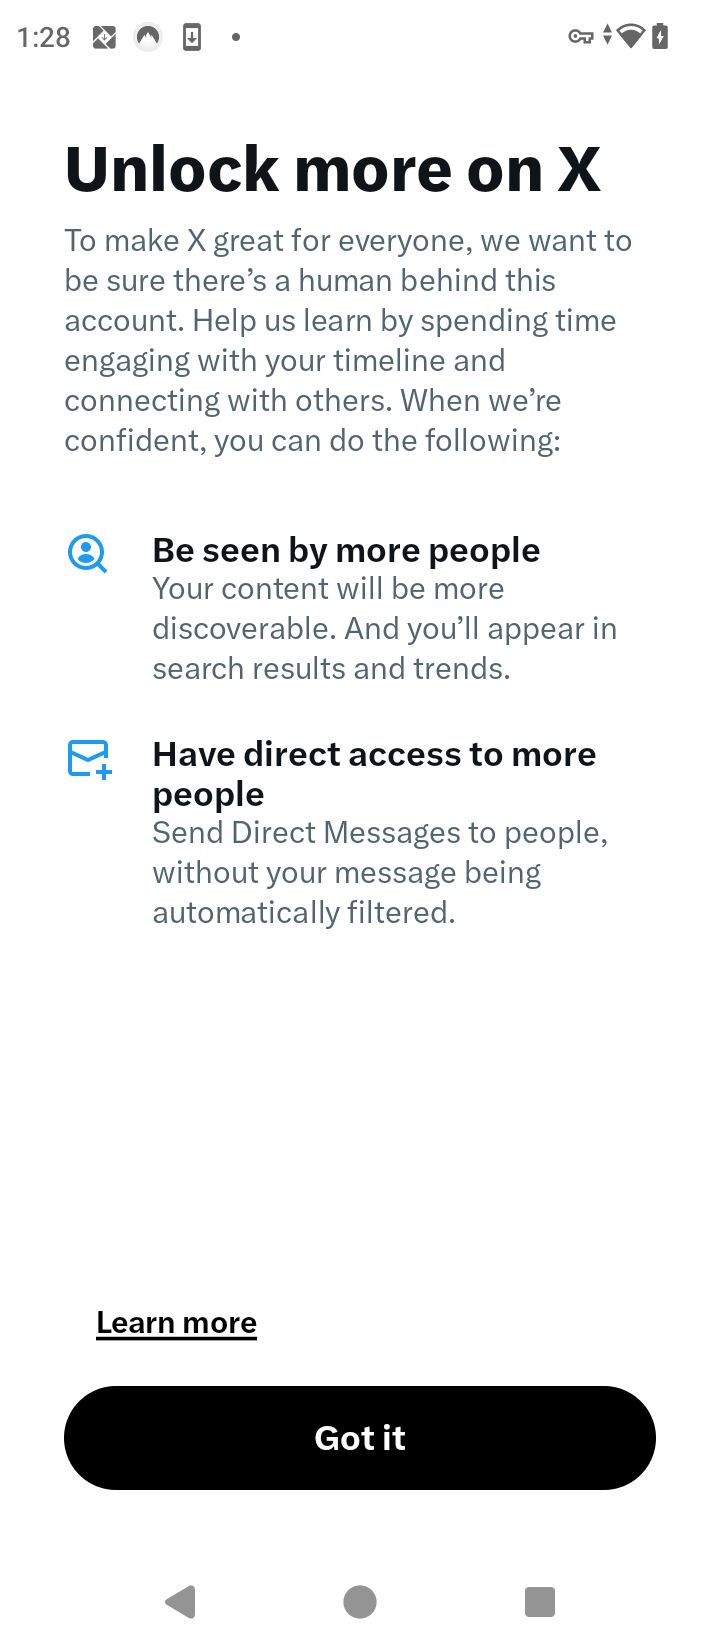 1:28
Unlock more on X
To make X great for everyone, we want to
be sure there’s a human behind this
account. Help us learn by spending time
engaging with your timeline and
connecting with others. When we’re
confident, you can do the following:
Be seen by more people
Your content will be more
discoverable. And you’ll appear in
search results and trends.
Have direct access to more
people
Send Direct Messages to people,
without your message being
automatically filtered.
Learn more
Got it